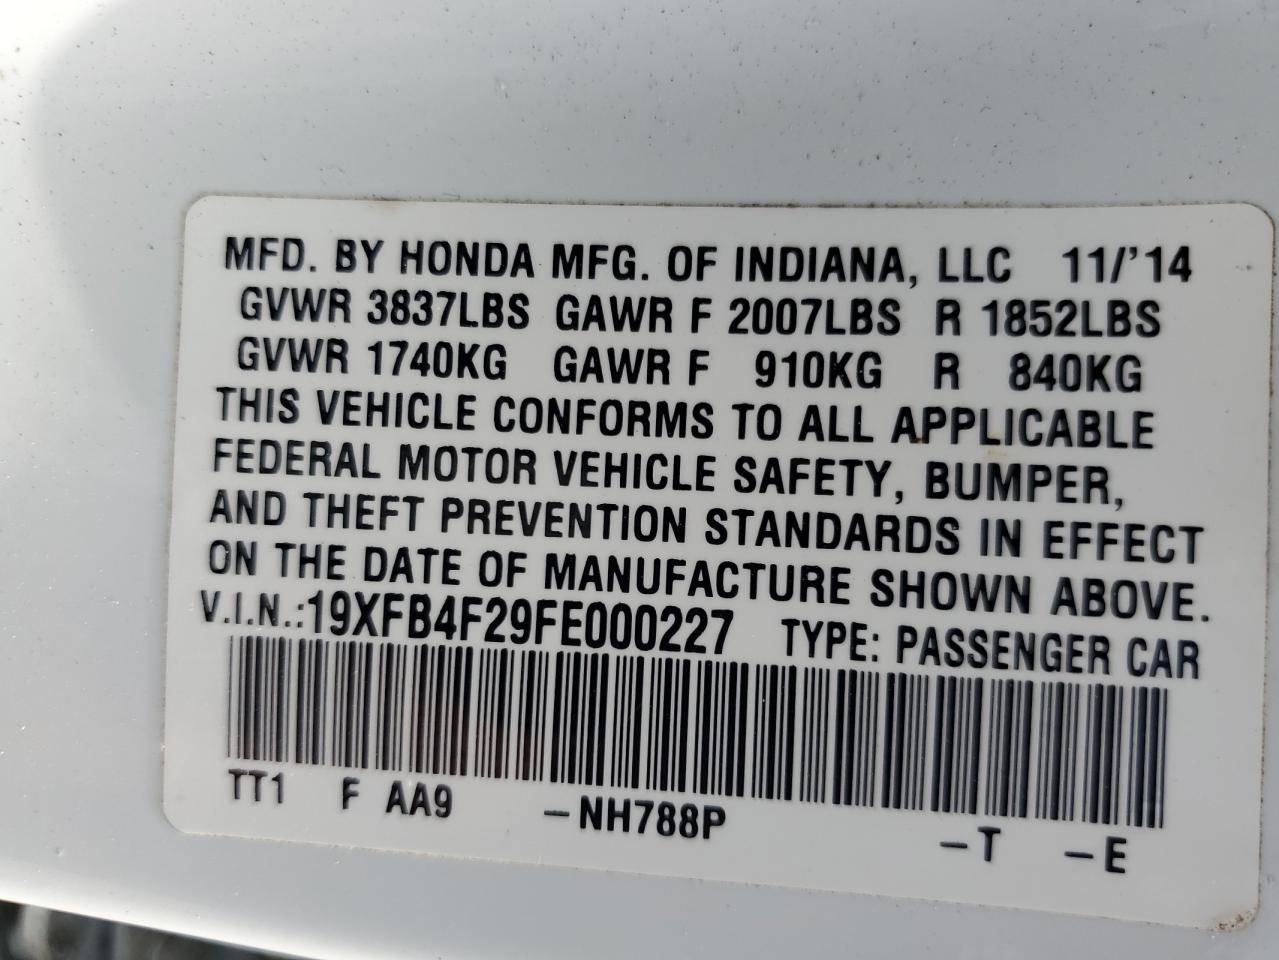 MFD. BY HONDA MFG. OF INDIANA, LLC 11/'14
GVWR 3837LBS GAWR F 2007LBS R 1852LBS
GVWR 1740KG GAWR F 910KG R 840KG
THIS VEHICLE CONFORMS TO ALL APPLICABLE
FEDERAL MOTOR VEHICLE SAFETY, BUMPER,
AND THEFT PREVENTION STANDARDS IN EFFECT
ON THE DATE OF MANUFACTURE SHOWN ABOVE.
V.I.N.:19XFB4F29FE000227 TYPE: PASSENGER CAR
TT1 F AA9 –NH788P –T –E